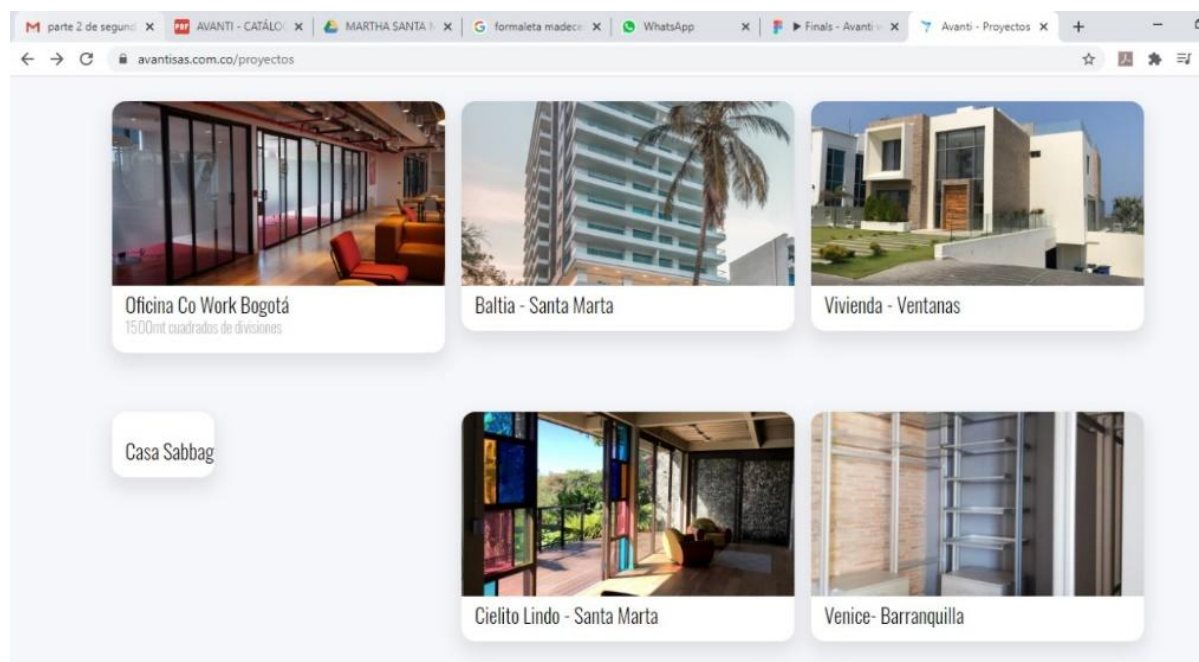 parte 2 de segund
AVANTI - CATÁLOG
MARTHA SANTA M
formaleta madece
WhatsApp
Finals - Avanti v
Avanti - Proyectos
avantisas.com.co/proyectos
Oficina Co Work Bogotá
1500mt cuadrados de divisiones
Baltia - Santa Marta
Vivienda - Ventanas
Casa Sabbag
Cielito Lindo - Santa Marta
Venice- Barranquilla